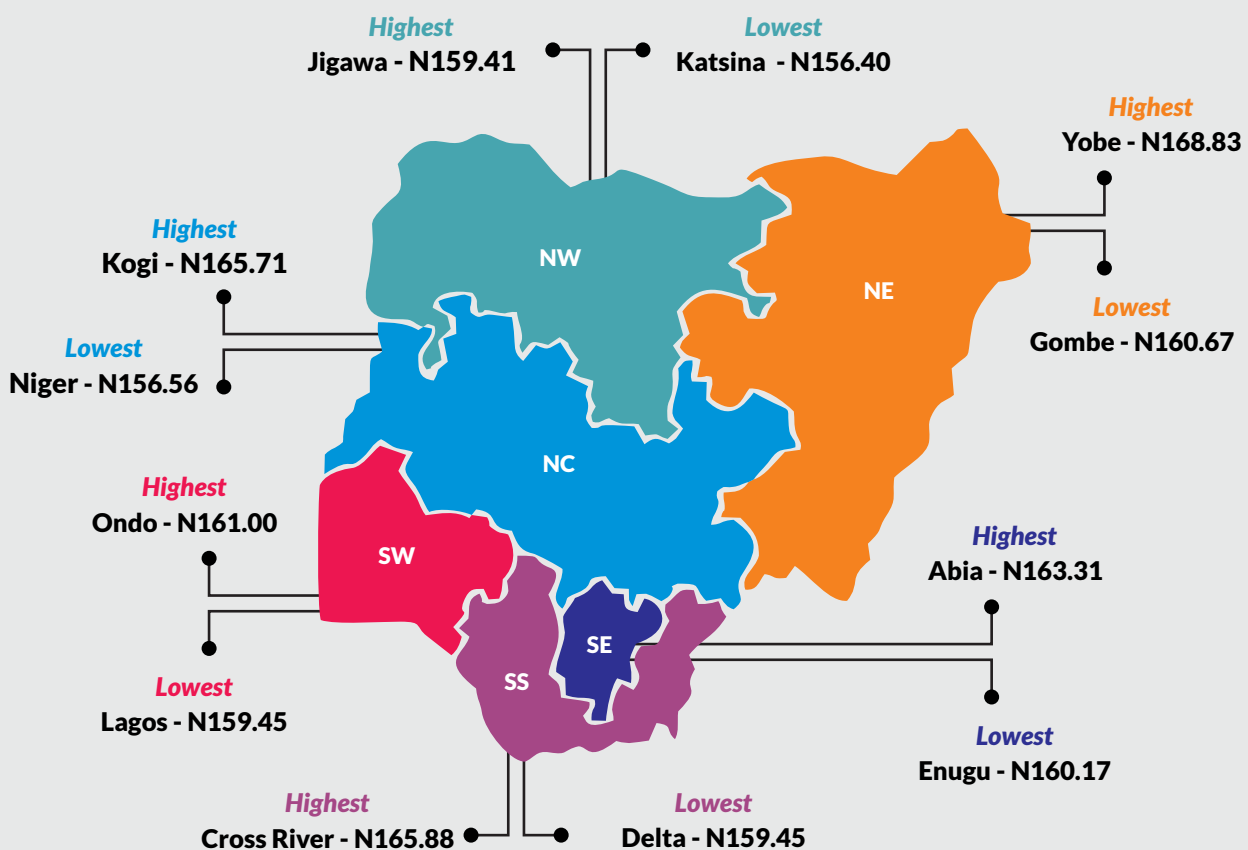 Highest
Jigawa - N159.41
Lowest
Katsina - N156.40
Highest
Yobe - N168.83
Highest
Kogi - N165.71
NW
NE
Lowest
Gombe - N160.67
Lowest
Niger - N156.56
NC
Highest
Ondo - N161.00
SW
Highest
Abia - N163.31
SE
SS
Lowest
Lagos - N159.45
Lowest
Enugu - N160.17
Highest
Cross River - N165.88
Lowest
Delta - N159.45